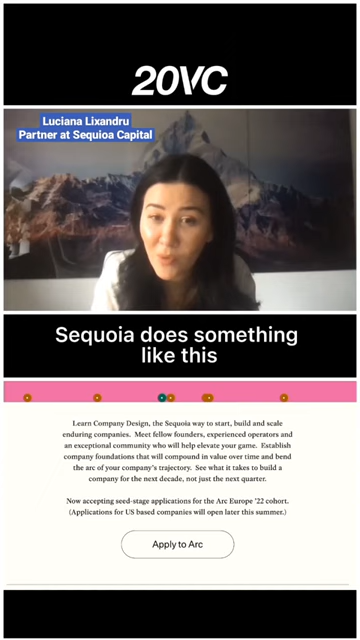 20VC
Luciana Lixandru
Partner at Sequioa Capital
Sequoia does something
like this
Learn Company Design, the Sequoia way to start, build and scale
enduring companies. Meet fellow founders, experienced operators and
an exceptional community who will help elevate your game. Establish
company foundations that will compound in value over time and bend
the arc of your company's trajectory. See what it takes to build a
company for the next decade, not just the next quarter.
Now accepting seed-stage applications for the Arc Europe '22 cohort.
(Applications for US based companies will open later this summer.)
Apply to Arc